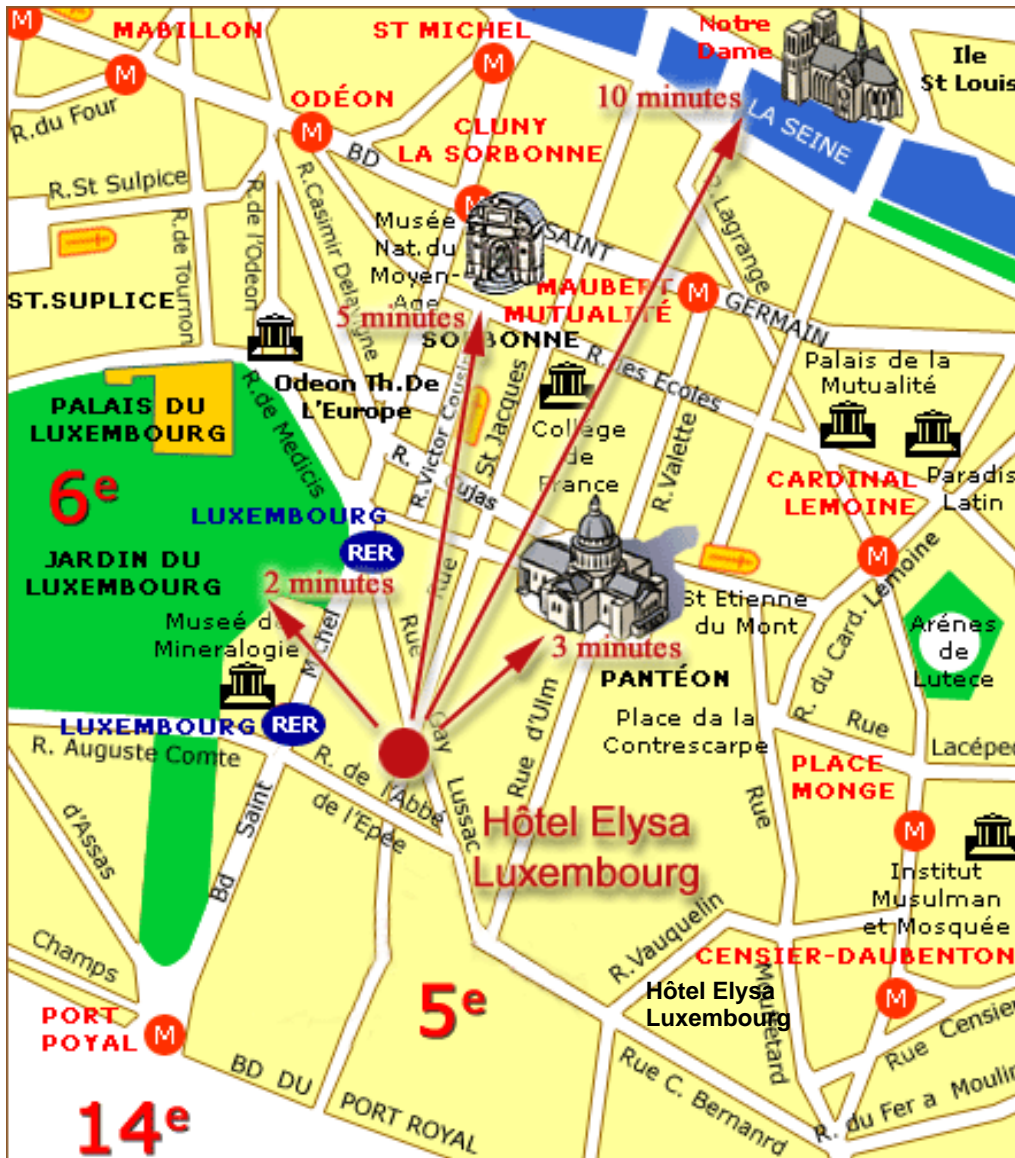 MABILLON
ST MICHEL
Notre
Dame
Ile
St Louis
M
M
M
R.du Four
ODÉON
M
10 minutes
LA SEINE
CLUNY
LA SORBONNE
BD
SAINT
GERMAIN
R.St Sulpice
R.de Tournon
R.de l'Odeon
R.Casimir Delavigne
M
R.Lagrange
Musée
Nat.du
Moyen-
Age
ST.SUPLICE
MAUBERT
MUTUALITÉ
M
5 minutes
SORBONNE
R. des Ecoles
Palais de la
Mutualité
Odeon Th.De
L'Europe
PALAIS DU
LUXEMBOURG
R.de Medicis
R.Victor Cousin
St Jacques
Rue
Collège
de
France
R.Valette
R. Cujas
CARDINAL
LEMOINE
Paradis
Latin
6e
LUXEMBOURG
RER
M
JARDIN DU
LUXEMBOURG
2 minutes
Museé de
Mineralogie
St Etienne
du Mont
R. du Card. Lemoine
Arénes
de
Lutece
3 minutes
PANTÉON
Place da la
Contrescarpe
LUXEMBOURG
RER
R. Auguste Comte
Rue Gay Lussac
Rue d'Ulm
Rue
Lacéped
R. de l'Abbé
de l'Epée
PLACE
MONGE
M
d'Assas
Bd Saint Michel
Hôtel Elysa
Luxembourg
Institut
Musulman
et Mosquée
R.Vauquelin
CENSIER-DAUBENTON
Champs
5e
Hôtel Elysa
Luxembourg
Rue Mouffetard
M
PORT
POYAL
M
Rue Censier
Rue C. Bernanrd
R. du Fer a Moulin
BD DU
PORT ROYAL
14e